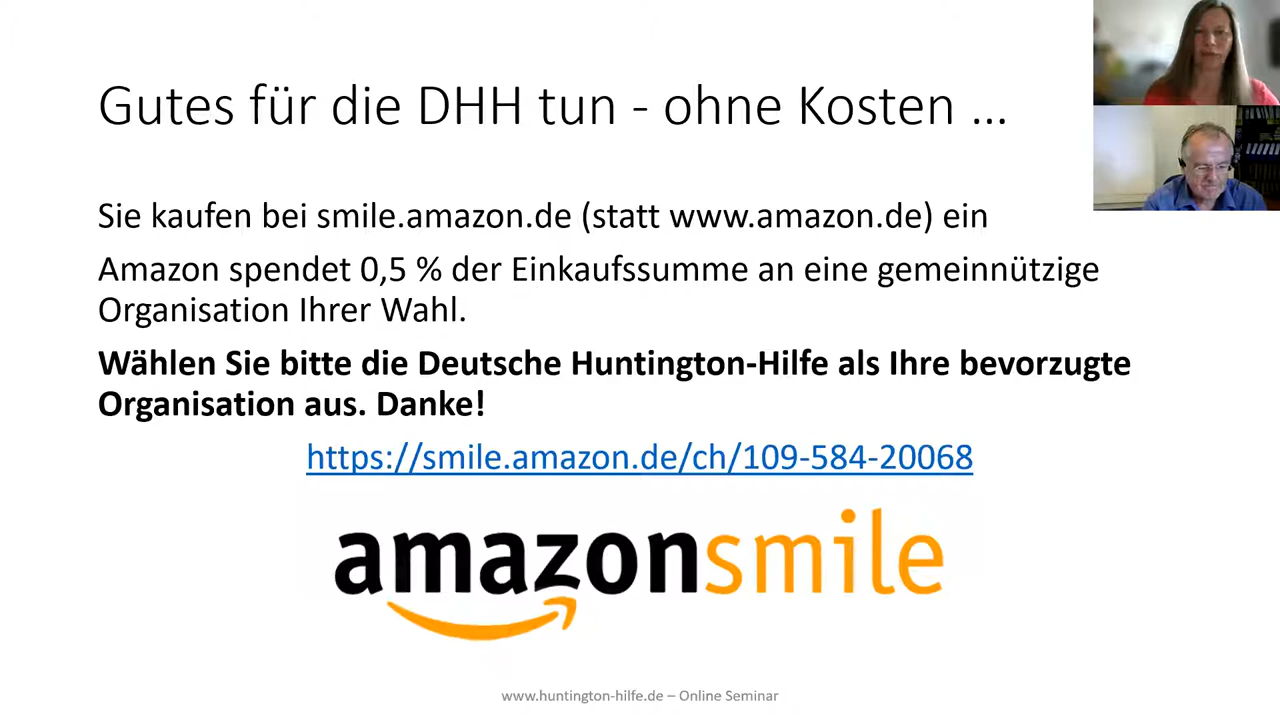 Gutes für die DHH tun - ohne Kosten ...
Sie kaufen bei smile.amazon.de (statt www.amazon.de) ein
Amazon spendet 0,5 % der Einkaufssumme an eine gemeinnützige
Organisation Ihrer Wahl.
Wählen Sie bitte die Deutsche Huntington-Hilfe als Ihre bevorzugte
Organisation aus. Danke!
https://smile.amazon.de/ch/109-584-20068
amazonsmile
www.huntington-hilfe.de – Online Seminar